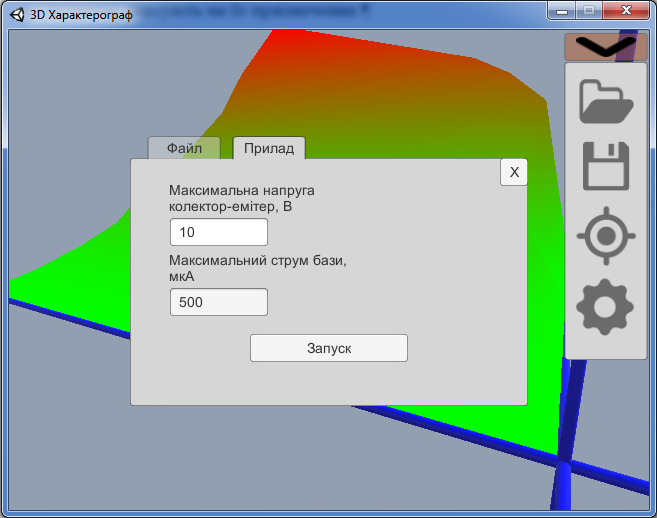 3D Характерограф
Файл
Прилад
X
Максимальна напруга
колектор-емітер, В
10
Максимальний струм бази,
мкА
500
Запуск